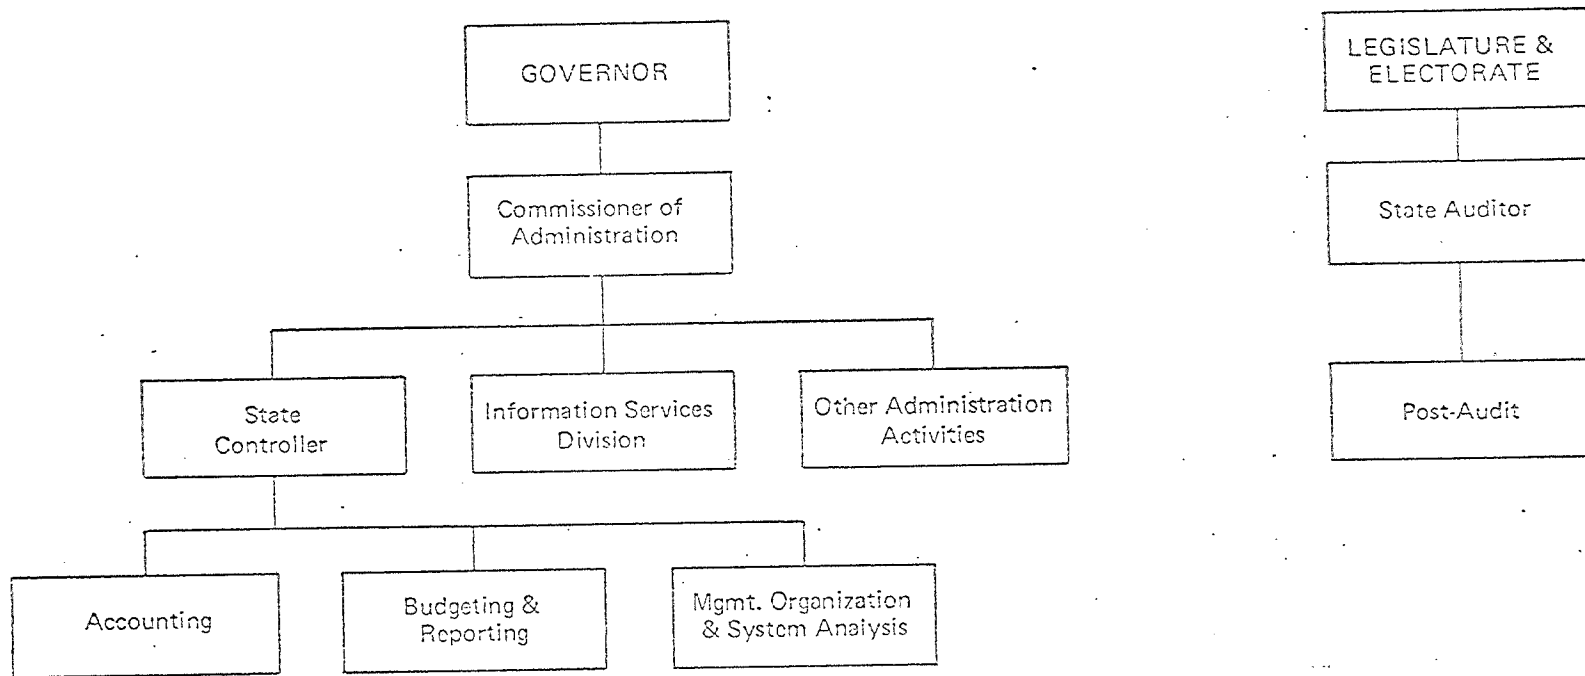 GOVERNOR
LEGISLATURE &
ELECTORATE
Commissioner of
Administration
State Auditor
State
Controller
Information Services
Division
Other Administration
Activities
Post-Audit
Accounting
Budgeting &
Reporting
Mgmt. Organization
& System Analysis